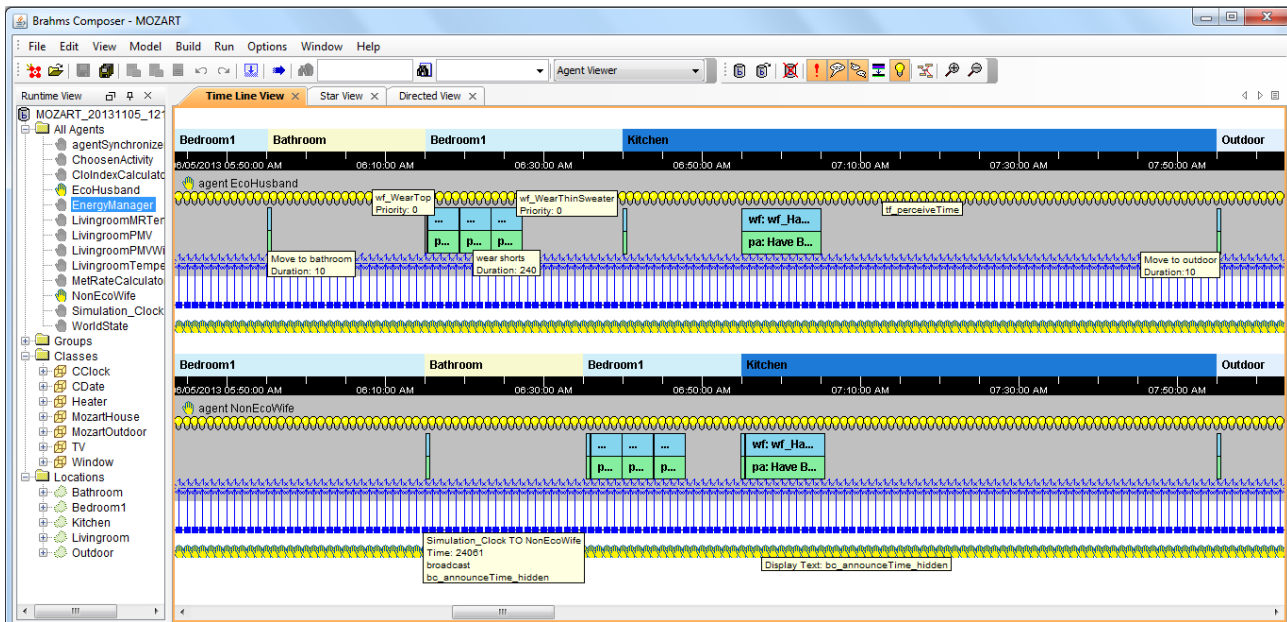 Brahms Composer - MOZART
File Edit View Model Build Run Options Window Help
Agent Viewer
Runtime View
Time Line View
Star View
Directed View
MOZART_20131105_121
All Agents
agentSynchronize
ChoosenActivity
CloIndexCalculato
EcoHusband
EnergyManager
LivingroomMRTer
LivingroomPMV
LivingroomPMVWi
LivingroomTempe
MetRateCalculato
NonEcoWife
Simulation_Clock
WorldState
Groups
Classes
CClock
CDate
Heater
MozartHouse
MozartOutdoor
TV
Window
Locations
Bathroom
Bedroom1
Kitchen
Livingroom
Outdoor
Bedroom1 Bathroom Bedroom1 Kitchen Outdoor
6/05/2013 05:50:00 AM 06:10:00 AM 06:30:00 AM 06:50:00 AM 07:10:00 AM 07:30:00 AM 07:50:00 AM
agent EcoHusband
wf_WearTop
Priority: 0
wf_WearThinSweater
Priority: 0
tf_perceiveTime
... ... ... wf: wf_Ha...
p... p... p... pa: Have B...
Move to bathroom
Duration: 10
wear shorts
Duration: 240
Move to outdoor
Duration:10
Bedroom1 Bathroom Bedroom1 Kitchen Outdoor
6/05/2013 05:50:00 AM 06:10:00 AM 06:30:00 AM 06:50:00 AM 07:10:00 AM 07:30:00 AM 07:50:00 AM
agent NonEcoWife
... ... ... wf: wf_Ha...
p... p... p... pa: Have B...
Simulation_Clock TO NonEcoWife
Time: 24061
broadcast
bc_announceTime_hidden
Display Text: bc_announceTime_hidden